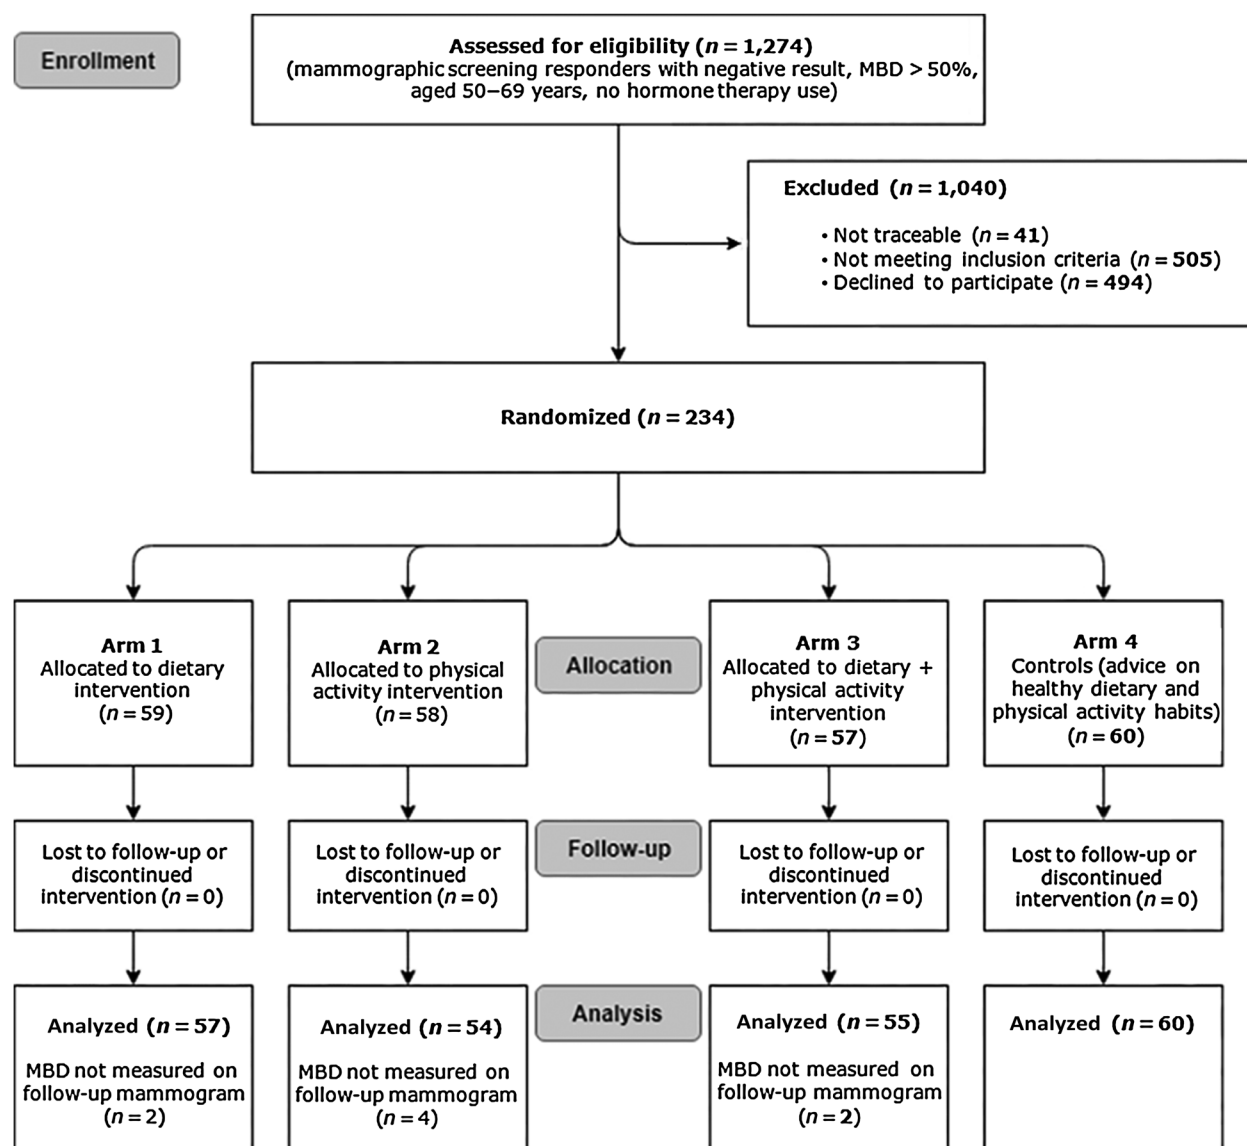 Enrollment
Assessed for eligibility (n = 1,274)
(mammographic screening responders with negative result, MBD > 50%,
aged 50–69 years, no hormone therapy use)
Excluded (n = 1,040)
• Not traceable (n = 41)
• Not meeting inclusion criteria (n = 505)
• Declined to participate (n = 494)
Randomized (n = 234)
Arm 1
Allocated to dietary
intervention
(n = 59)
Arm 2
Allocated to physical
activity intervention
(n = 58)
Allocation
Arm 3
Allocated to dietary +
physical activity
intervention
(n = 57)
Arm 4
Controls (advice on
healthy dietary and
physical activity habits)
(n = 60)
Lost to follow-up or
discontinued
intervention (n = 0)
Lost to follow-up or
discontinued
intervention (n = 0)
Follow-up
Lost to follow-up or
discontinued
intervention (n = 0)
Lost to follow-up or
discontinued
intervention (n = 0)
Analyzed (n = 57)
MBD not measured on
follow-up mammogram
(n = 2)
Analyzed (n = 54)
MBD not measured on
follow-up mammogram
(n = 4)
Analysis
Analyzed (n = 55)
MBD not measured on
follow-up mammogram
(n = 2)
Analyzed (n = 60)